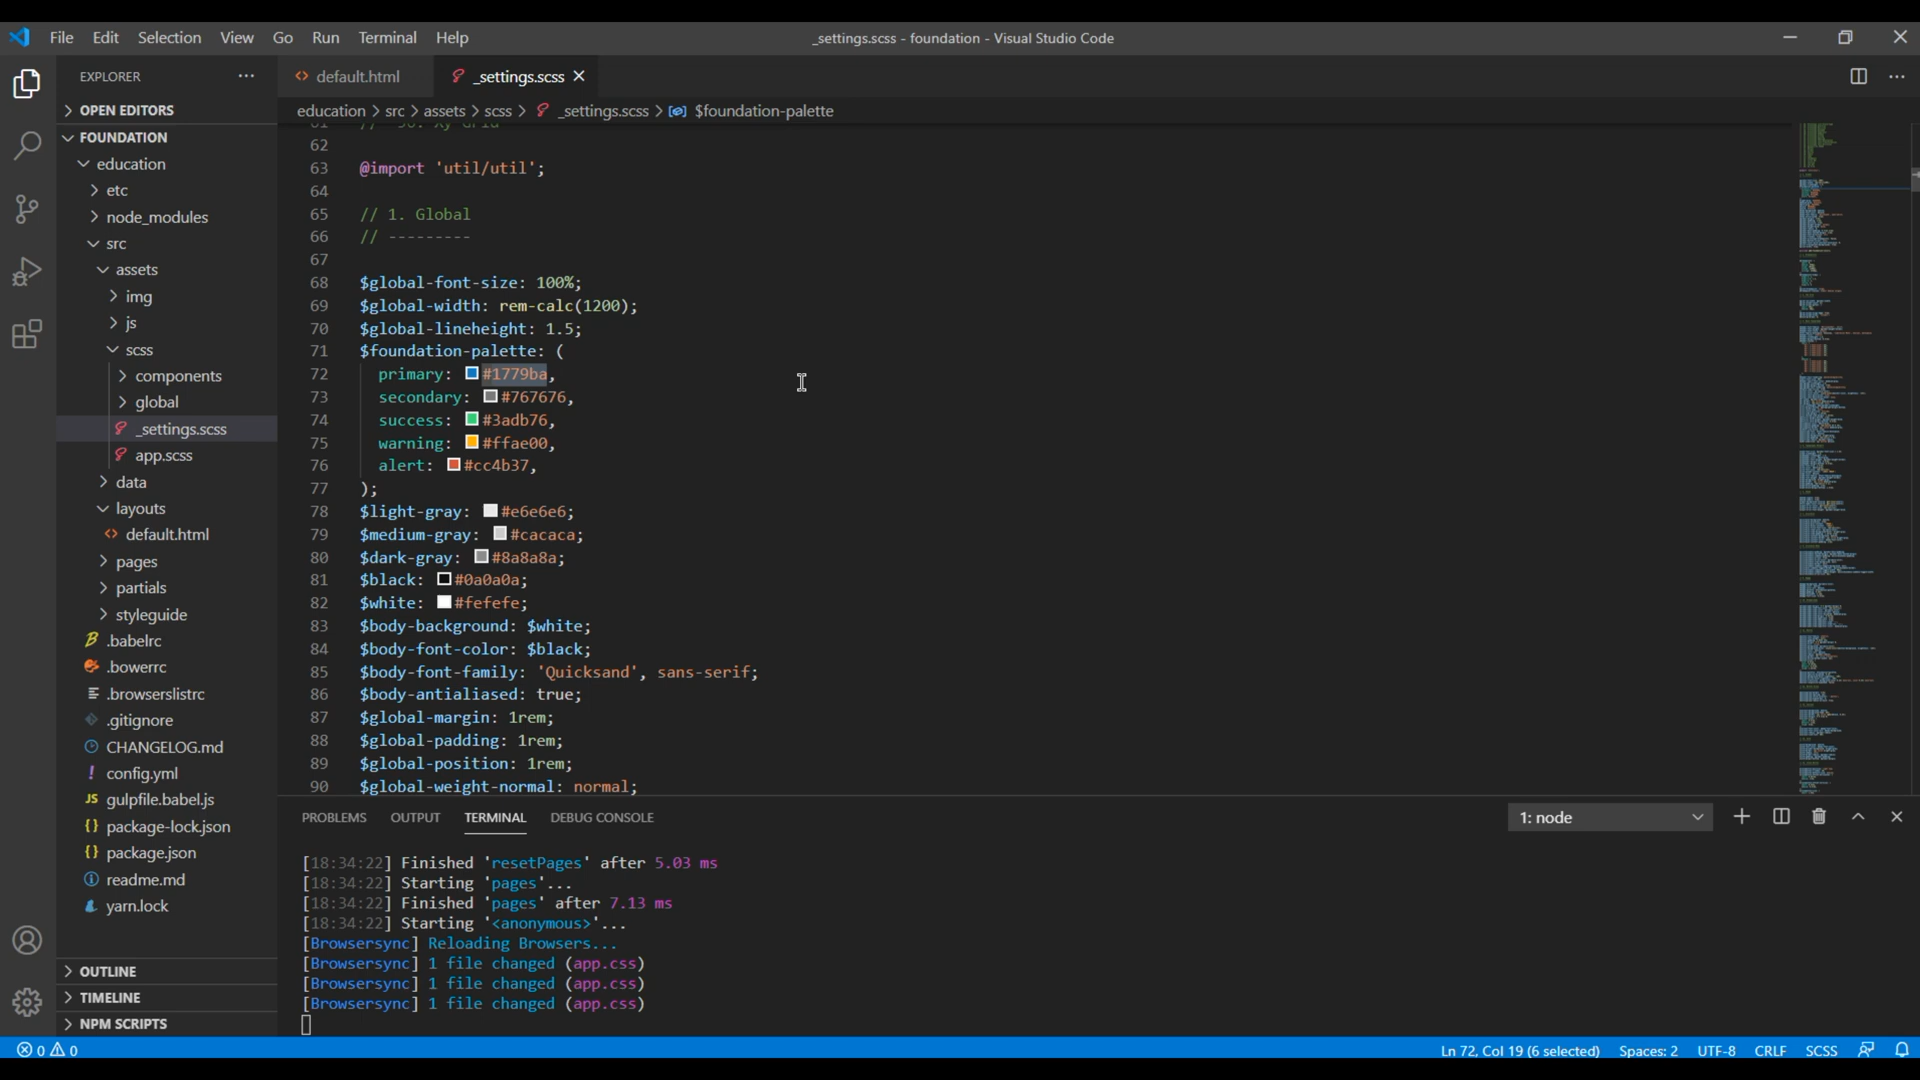 File Edit Selection View Go Run Terminal Help
_settings.scss - foundation - Visual Studio Code
EXPLORER
OPEN EDITORS
FOUNDATION
education
etc
node_modules
src
assets
img
js
scss
components
global
_settings.scss
app.scss
data
layouts
default.html
pages
partials
styleguide
.babelrc
.bowerrc
.browserslistrc
.gitignore
CHANGELOG.md
config.yml
gulpfile.babel.js
package-lock.json
package.json
readme.md
yarn.lock
OUTLINE
TIMELINE
NPM SCRIPTS
default.html
_settings.scss
education > src > assets > scss > _settings.scss > $foundation-palette
61 // 56. Xy Grid
62
63 @import 'util/util';
64
65 // 1. Global
66 // ---------
67
68 $global-font-size: 100%;
69 $global-width: rem-calc(1200);
70 $global-lineheight: 1.5;
71 $foundation-palette: (
72 primary: #1779ba,
73 secondary: #767676,
74 success: #3adb76,
75 warning: #ffae00,
76 alert: #cc4b37,
77 );
78 $light-gray: #e6e6e6;
79 $medium-gray: #cacaca;
80 $dark-gray: #8a8a8a;
81 $black: #0a0a0a;
82 $white: #fefefe;
83 $body-background: $white;
84 $body-font-color: $black;
85 $body-font-family: 'Quicksand', sans-serif;
86 $body-antialiased: true;
87 $global-margin: 1rem;
88 $global-padding: 1rem;
89 $global-position: 1rem;
90 $global-weight-normal: normal;
PROBLEMS OUTPUT TERMINAL DEBUG CONSOLE
1: node
[18:34:22] Finished 'resetPages' after 5.03 ms
[18:34:22] Starting 'pages'...
[18:34:22] Finished 'pages' after 7.13 ms
[18:34:22] Starting '<anonymous>'...
[Browsersync] Reloading Browsers...
[Browsersync] 1 file changed (app.css)
[Browsersync] 1 file changed (app.css)
[Browsersync] 1 file changed (app.css)
0 0
Ln 72, Col 19 (6 selected) Spaces: 2 UTF-8 CRLF SCSS